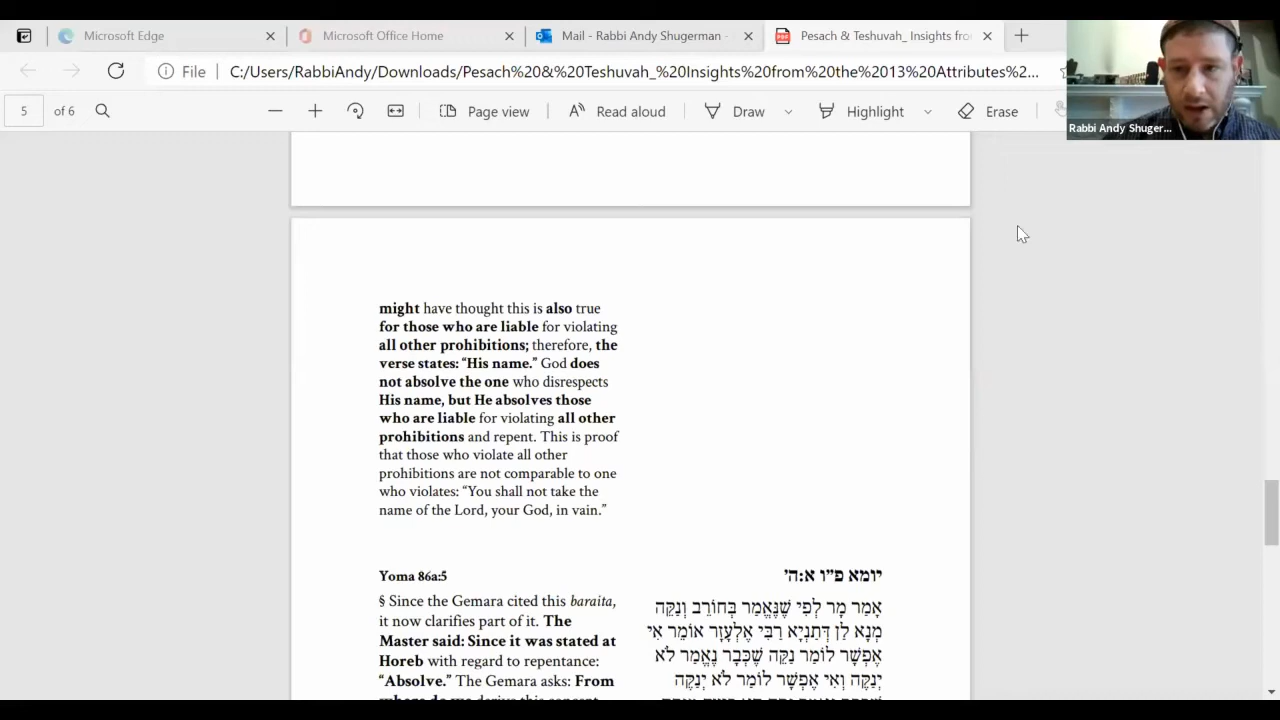 Microsoft Edge
Microsoft Office Home
Mail - Rabbi Andy Shugerman -
Pesach & Teshuvah_ Insights fro
File
C:/Users/RabbiAndy/Downloads/Pesach%20&%20Teshuvah_%20Insights%20from%20the%2013%20Attributes%2...
5 of 6
Page view
Read aloud
Draw
Highlight
Erase
Rabbi Andy Shuger...
might have thought this is also true
for those who are liable for violating
all other prohibitions; therefore, the
verse states: “His name.” God does
not absolve the one who disrespects
His name, but He absolves those
who are liable for violating all other
prohibitions and repent. This is proof
that those who violate all other
prohibitions are not comparable to one
who violates: “You shall not take the
name of the Lord, your God, in vain.”
Yoma 86a:5
§ Since the Gemara cited this baraita,
it now clarifies part of it. The
Master said: Since it was stated at
Horeb with regard to repentance:
“Absolve.” The Gemara asks: From
where do we derive this concept
יומא פ״ו א:ה׳
אָמַר מָר לְפִי שֶׁנֶּאֱמַר בְּחוֹרֵב וְנַקֵּה
מְנָא לַן דְּתַנְיָא רַבִּי אֶלְעָזָר אוֹמֵר אִי
אֶפְשָׁר לוֹמַר נַקֵּה שֶׁכְּבָר נֶאֱמַר לֹא
יְנַקֶּה וְאִי אֶפְשָׁר לוֹמַר לֹא יְנַקֶּה